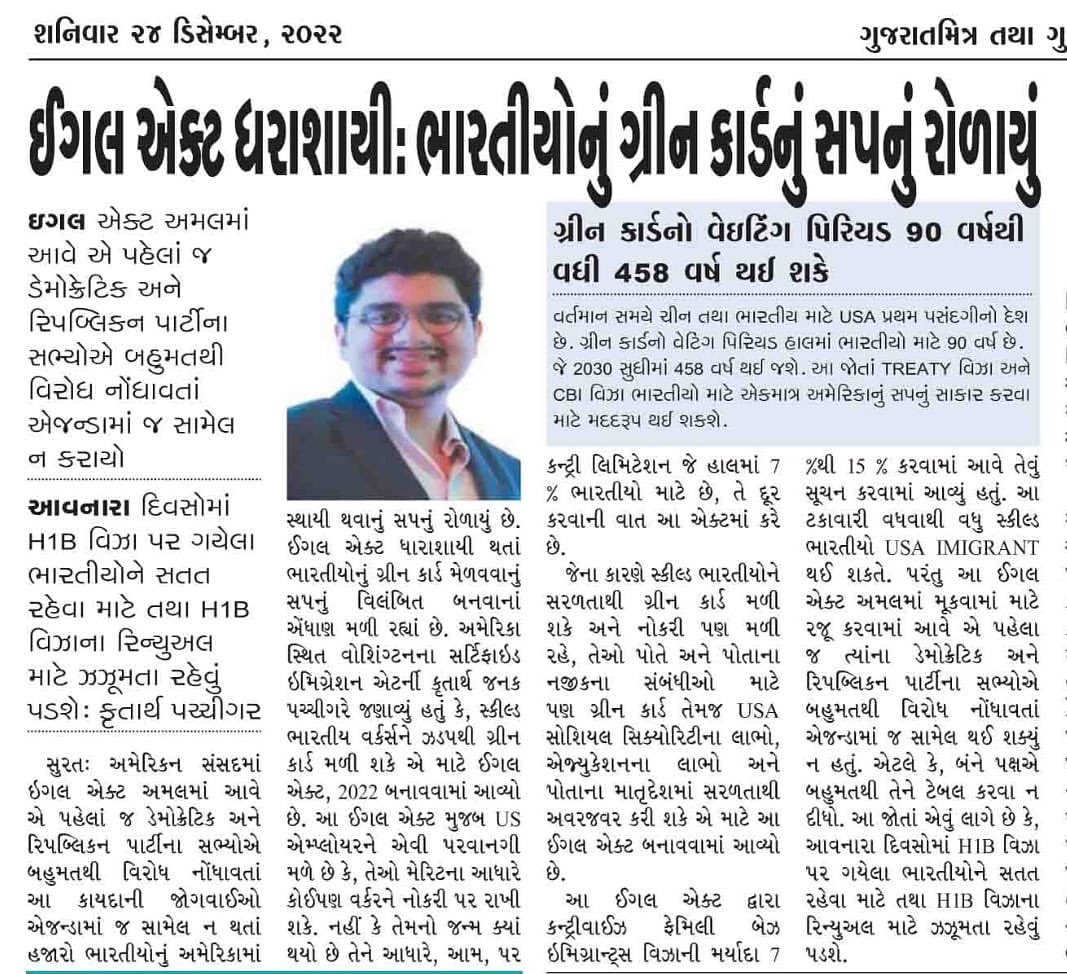 શનિવાર ૨૪ ડિસેમ્બર, ૨૦૨૨
ગુજરાતમિત્ર તથા
ઈગલ એક્ટ ધરાશાયી: ભારતીયોનું ગ્રીન કાર્ડનું સપનું રોળાયું
ઇગલ એક્ટ અમલમાં
આવે એ પહેલાં જ
ડેમોક્રેટિક અને
રિપબ્લિકન પાર્ટીના
સભ્યોએ બહુમતથી
વિરોધ નોંધાવતાં
એજન્ડામાં જ સામેલ
ન કરાયો
આવનારા દિવસોમાં
H1B વિઝા પર ગયેલા
ભારતીયોને સતત
રહેવા માટે તથા H1B
વિઝાના રિન્યુઅલ
માટે ઝઝૂમતા રહેવું
પડશે: કૃતાર્થ પચ્ચીગર
સુરતઃ અમેરિકન સંસદમાં
ઇગલ એક્ટ અમલમાં આવે
એ પહેલાં જ ડેમોક્રેટિક અને
રિપબ્લિકન પાર્ટીના સભ્યોએ
બહુમતથી વિરોધ નોંધાવતાં
આ કાયદાની જોગવાઈઓ
એજન્ડામાં જ સામેલ ન થતાં
હજારો ભારતીયોનું અમેરિકામાં
સ્થાયી થવાનું સપનું રોળાયું છે.
ઈગલ એક્ટ ધારાશાયી થતાં
ભારતીયોનું ગ્રીન કાર્ડ મેળવવાનું
સપનું વિલંબિત બનવાનાં
એંધાણ મળી રહ્યાં છે. અમેરિકા
સ્થિત વોશિંગ્ટનના સર્ટિફાઇડ
ઇમિગ્રેશન એટર્ની કૃતાર્થ જનક
પચ્ચીગરે જણાવ્યું હતું કે, સ્કીલ્ડ
ભારતીય વર્કર્સને ઝડપથી ગ્રીન
કાર્ડ મળી શકે એ માટે ઈગલ
એક્ટ, 2022 બનાવવામાં આવ્યો
છે. આ ઈગલ એક્ટ મુજબ US
એમ્પ્લોયરને એવી પરવાનગી
મળે છે કે, તેઓ મેરિટના આધારે
કોઈપણ વર્કરને નોકરી પર રાખી
શકે. નહીં કે તેમનો જન્મ ક્યાં
થયો છે તેને આધારે, આમ, પર
ગ્રીન કાર્ડનો વેઇટિંગ પિરિયડ 90 વર્ષથી
વધી 458 વર્ષ થઈ શકે
વર્તમાન સમયે ચીન તથા ભારતીય માટે USA પ્રથમ પસંદગીનો દેશ
છે. ગ્રીન કાર્ડનો વેટિંગ પિરિયડ હાલમાં ભારતીયો માટે 90 વર્ષ છે.
જે 2030 સુધીમાં 458 વર્ષ થઈ જશે. આ જોતાં TREATY વિઝા અને
CBI વિઝા ભારતીયો માટે એકમાત્ર અમેરિકાનું સપનું સાકાર કરવા
માટે મદદરૂપ થઈ શકશે.
કન્ટ્રી લિમિટેશન જે હાલમાં 7
% ભારતીયો માટે છે, તે દૂર
કરવાની વાત આ એક્ટમાં કરે
છે.
જેના કારણે સ્કીલ્ડ ભારતીયોને
સરળતાથી ગ્રીન કાર્ડ મળી
શકે અને નોકરી પણ મળી
રહે, તેઓ પોતે અને પોતાના
નજીકના સંબંધીઓ માટે
પણ ગ્રીન કાર્ડ તેમજ USA
સોશિયલ સિક્યોરિટીના લાભો,
એજ્યુકેશનના લાભો અને
પોતાના માતૃદેશમાં સરળતાથી
અવરજવર કરી શકે એ માટે આ
ઈગલ એક્ટ બનાવવામાં આવ્યો
છે.
આ ઈગલ એક્ટ દ્વારા
કન્ટ્રીવાઈઝ ફેમિલી બેઝ
ઇમિગ્રાન્ટ્સ વિઝાની મર્યાદા 7
%થી 15 % કરવામાં આવે તેવું
સૂચન કરવામાં આવ્યું હતું. આ
ટકાવારી વધવાથી વધુ સ્કીલ્ડ
ભારતીયો USA IMIGRANT
થઈ શકતે. પરંતુ આ ઈગલ
એક્ટ અમલમાં મૂકવામાં માટે
રજૂ કરવામાં આવે એ પહેલા
જ ત્યાંના ડેમોક્રેટિક અને
રિપબ્લિકન પાર્ટીના સભ્યોએ
બહુમતથી વિરોધ નોંધાવતાં
એજન્ડામાં જ સામેલ થઈ શક્યું
ન હતું. એટલે કે, બંને પક્ષએ
બહુમતથી તેને ટેબલ કરવા ન
દીધો. આ જોતાં એવું લાગે છે કે,
આવનારા દિવસોમાં H1B વિઝા
પર ગયેલા ભારતીયોને સતત
રહેવા માટે તથા H1B વિઝાના
રિન્યુઅલ માટે ઝઝૂમતા રહેવું
પડશે.